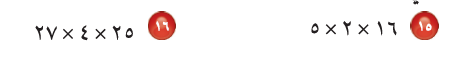 ١٥ ١٦ × ٢ × ٥
١٦ ٢٥ × ٤ × ٢٧